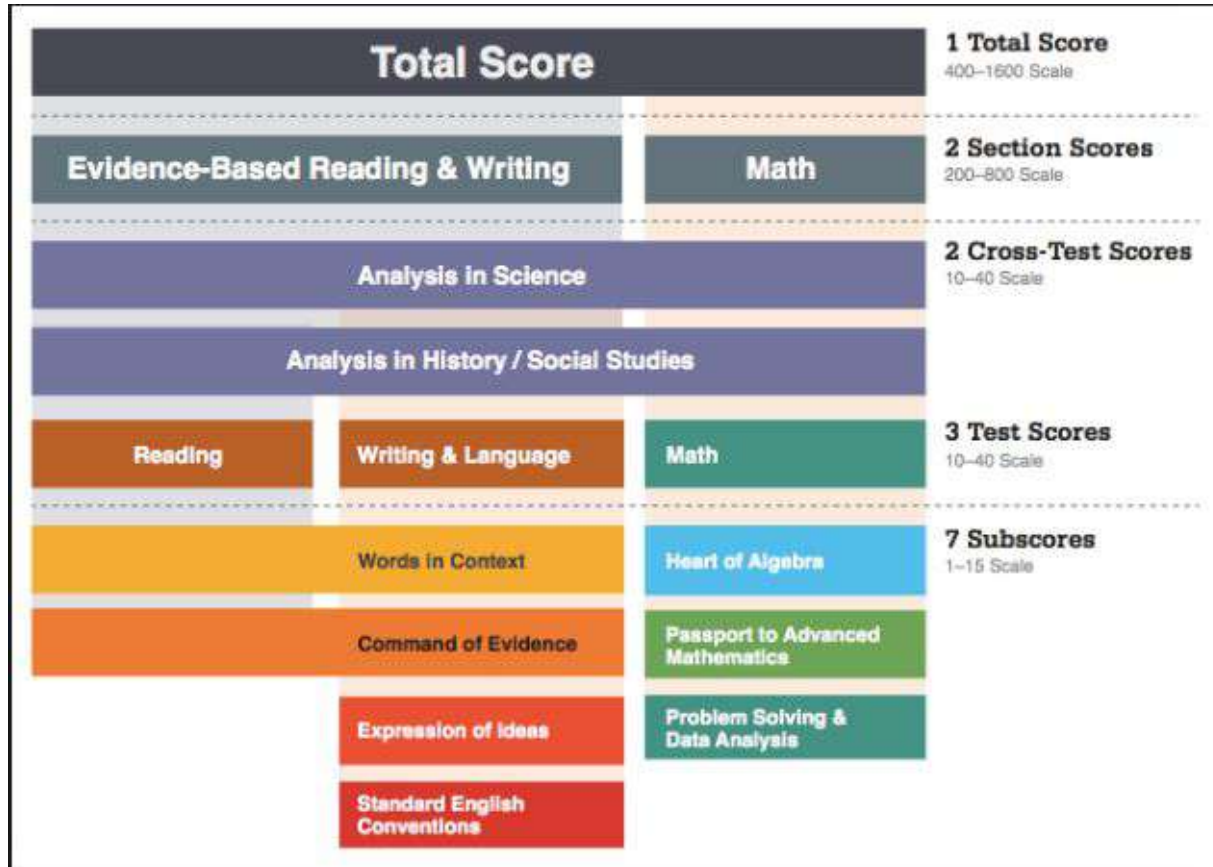 Total Score
1 Total Score
400–1600 Scale
Evidence-Based Reading & Writing
Math
2 Section Scores
200–800 Scale
Analysis in Science
2 Cross-Test Scores
10–40 Scale
Analysis in History / Social Studies
Reading
Writing & Language
Math
3 Test Scores
10–40 Scale
Words in Context
Heart of Algebra
7 Subscores
1–15 Scale
Command of Evidence
Passport to Advanced
Mathematics
Expression of Ideas
Problem Solving &
Data Analysis
Standard English
Conventions